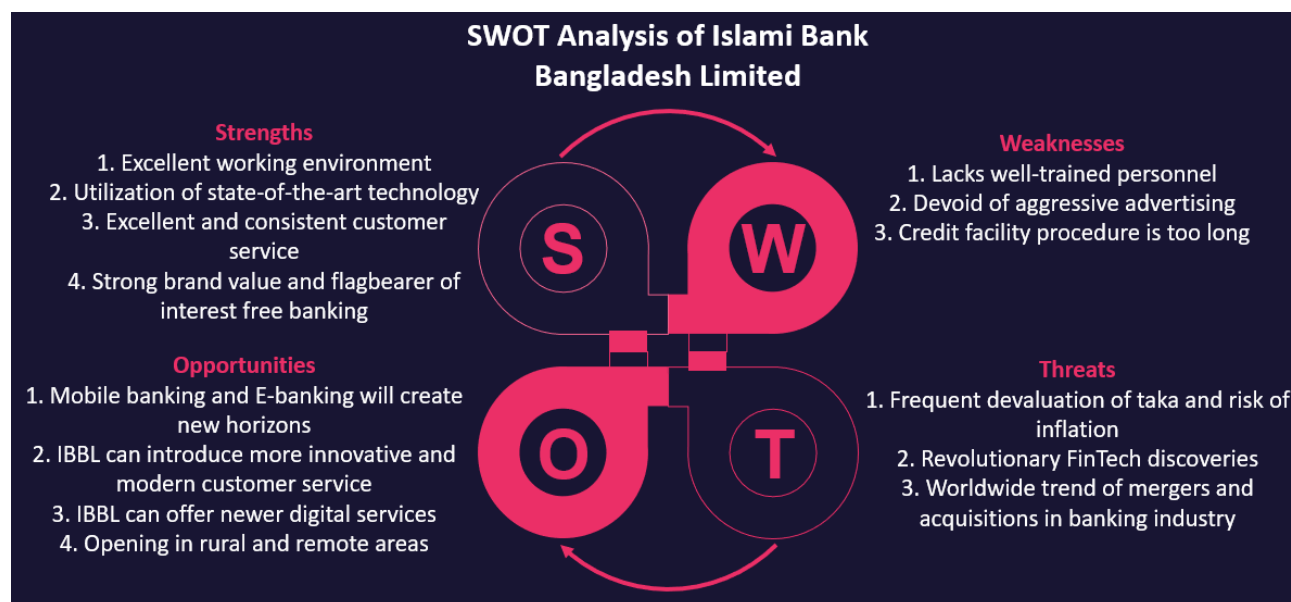 SWOT Analysis of Islami Bank
Bangladesh Limited
Strengths
1. Excellent working environment
2. Utilization of state-of-the-art technology
3. Excellent and consistent customer
service
4. Strong brand value and flagbearer of
interest free banking
Weaknesses
1. Lacks well-trained personnel
2. Devoid of aggressive advertising
3. Credit facility procedure is too long
S
W
Opportunities
1. Mobile banking and E-banking will create
new horizons
2. IBBL can introduce more innovative and
modern customer service
3. IBBL can offer newer digital services
4. Opening in rural and remote areas
O
T
Threats
1. Frequent devaluation of taka and risk of
inflation
2. Revolutionary FinTech discoveries
3. Worldwide trend of mergers and
acquisitions in banking industry